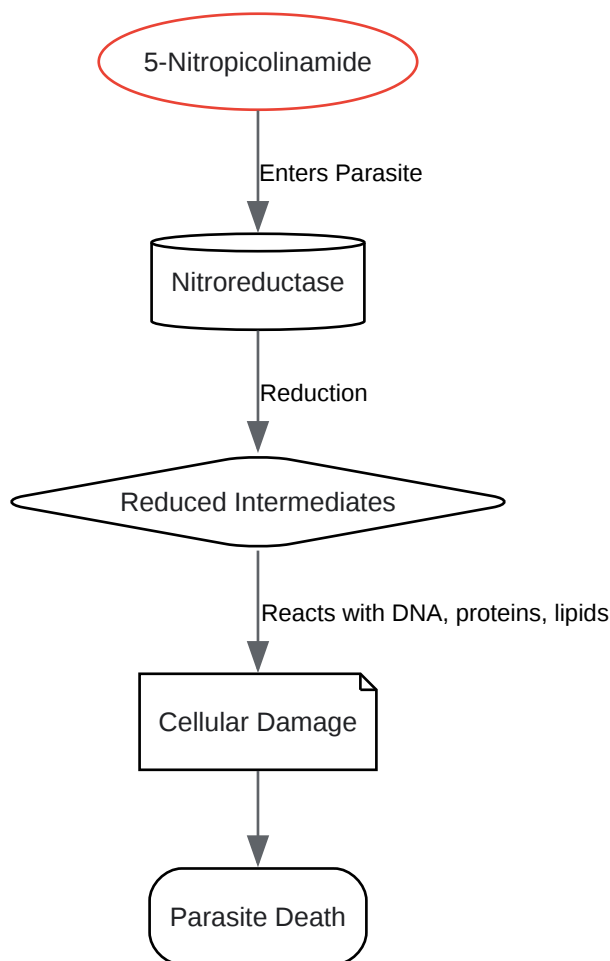 5-Nitropicolinamide
Enters Parasite
Nitroreductase
Reduction
Reduced Intermediates
Reacts with DNA, proteins, lipids
Cellular Damage
Parasite Death